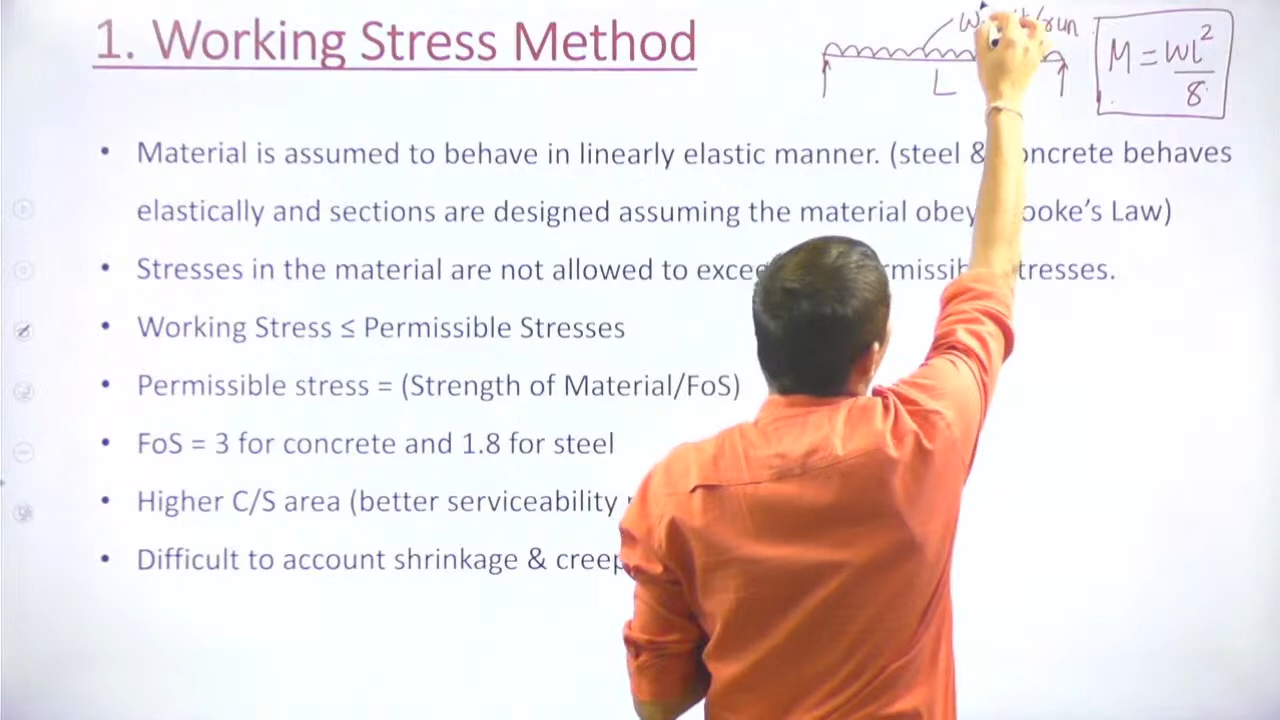 1. Working Stress Method
w /run
L
M = wl²/8
• Material is assumed to behave in linearly elastic manner. (steel & oncrete behaves
elastically and sections are designed assuming the material obey ooke’s Law)
• Stresses in the material are not allowed to excee rmissib tresses.
• Working Stress ≤ Permissible Stresses
• Permissible stress = (Strength of Material/FoS)
• FoS = 3 for concrete and 1.8 for steel
• Higher C/S area (better serviceability
• Difficult to account shrinkage & creep